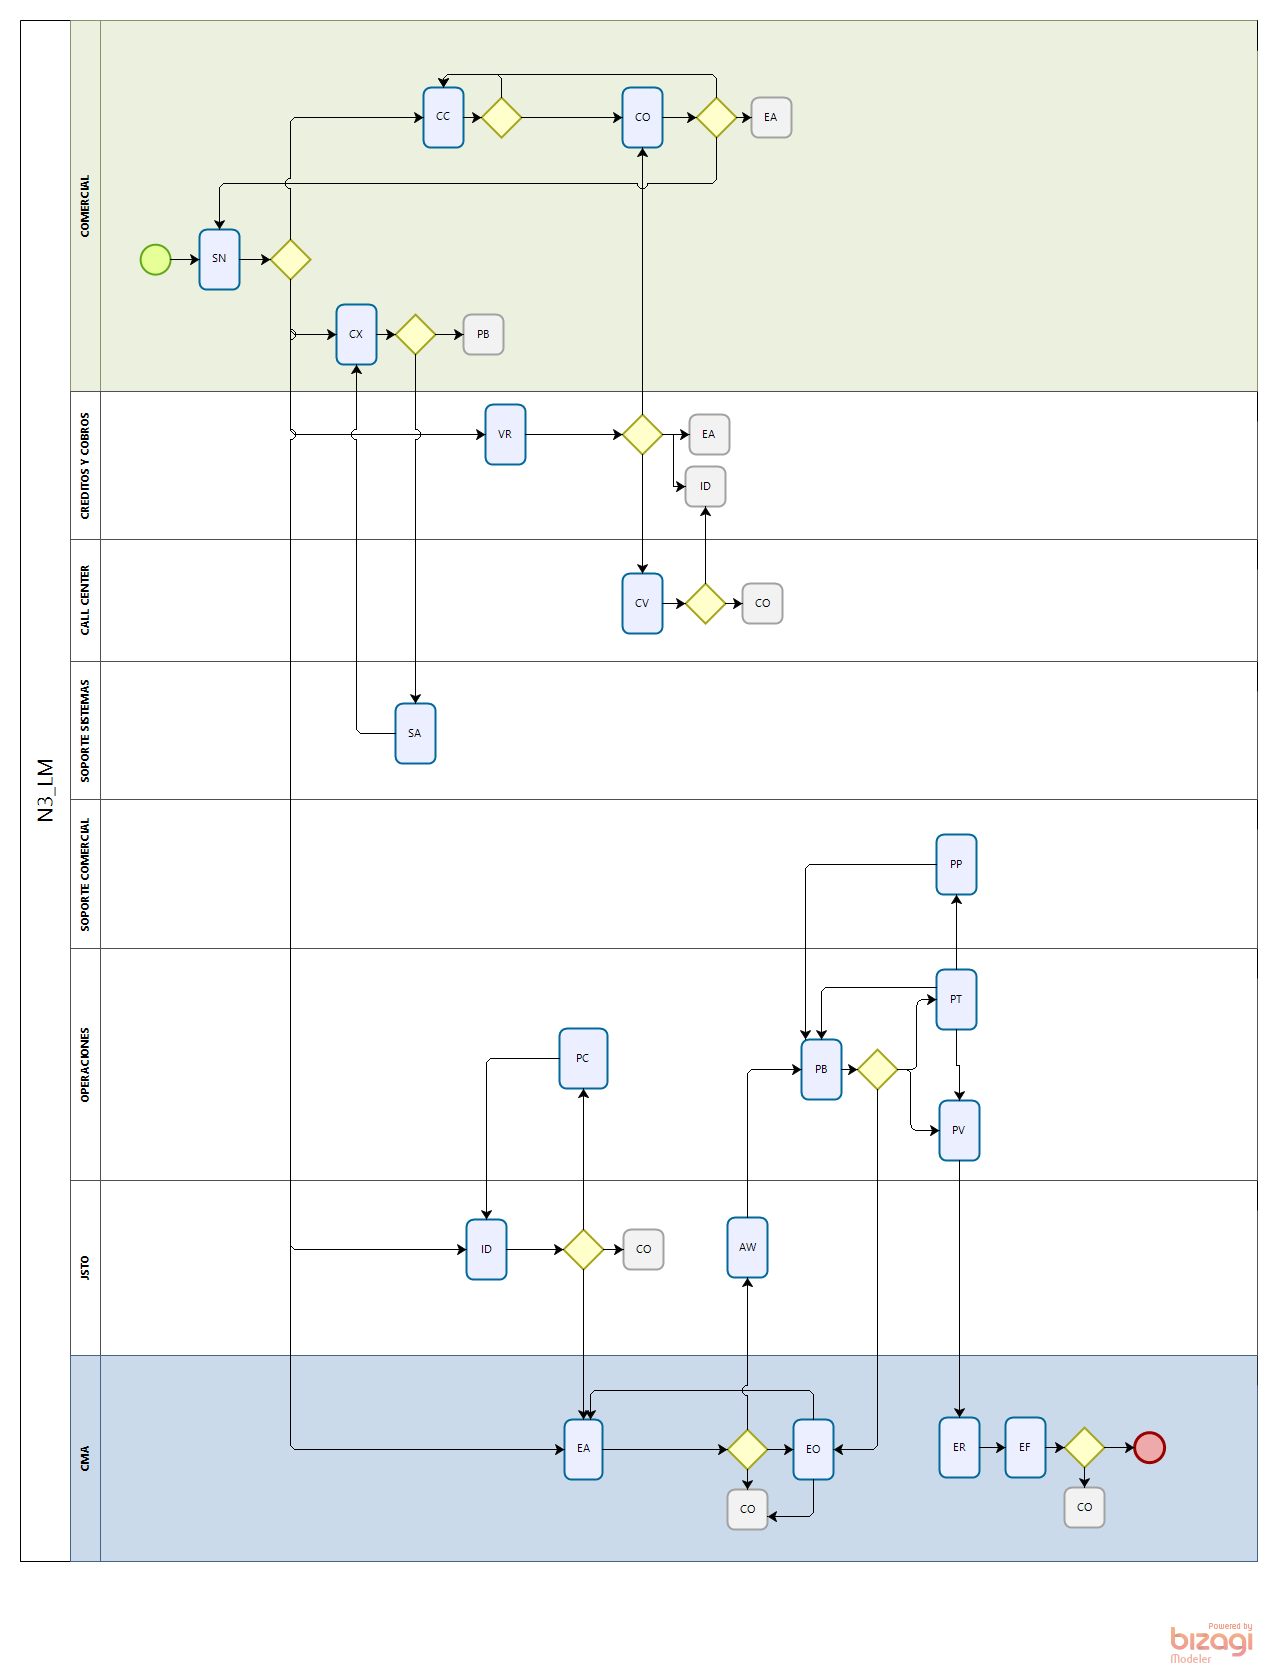 N3_LM
COMERCIAL
CC
CO
EA
SN
CX
PB
CREDITOS Y COBROS
VR
EA
ID
CALL CENTER
CV
CO
SOPORTE SISTEMAS
SA
SOPORTE COMERCIAL
PP
OPERACIONES
PT
PC
PB
PV
JSTO
ID
CO
AW
CMA
EA
EO
ER
EF
CO
CO
Powered by
bizagi
Modeler